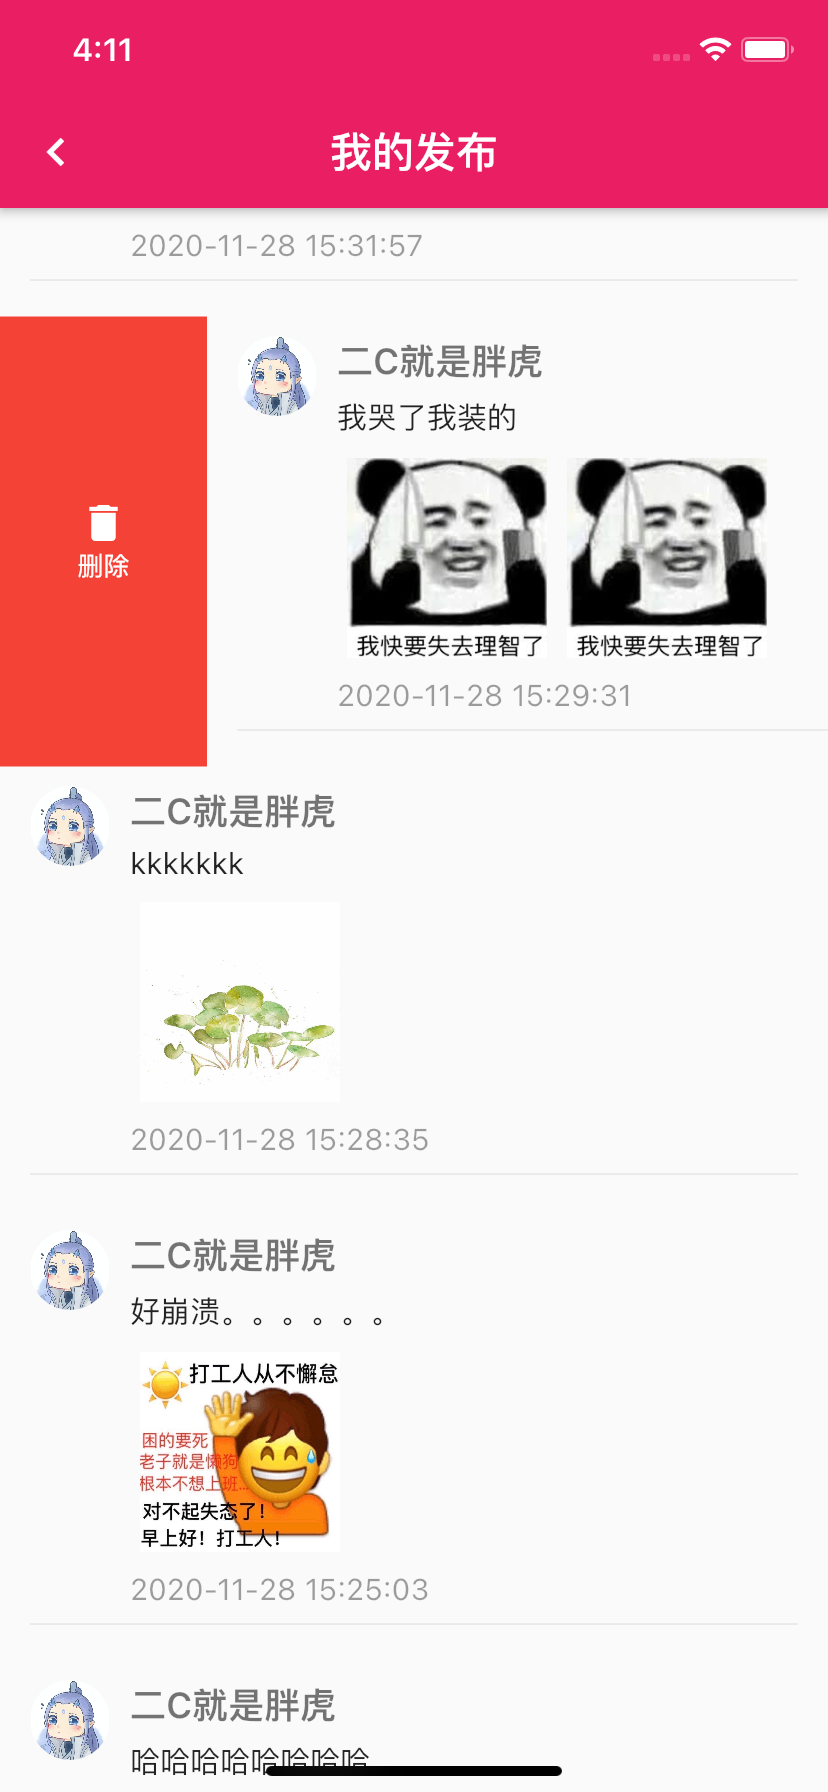 4:11
我的发布
2020-11-28 15:31:57
删除
二C就是胖虎
我哭了我装的
我快要失去理智了
我快要失去理智了
2020-11-28 15:29:31
二C就是胖虎
kkkkkkk
2020-11-28 15:28:35
二C就是胖虎
好崩溃。。。。。。
打工人从不懈怠
困的要死
老子就是懒狗
根本不想上班...
对不起失态了！
早上好！打工人！
2020-11-28 15:25:03
二C就是胖虎
哈哈哈哈哈哈哈哈